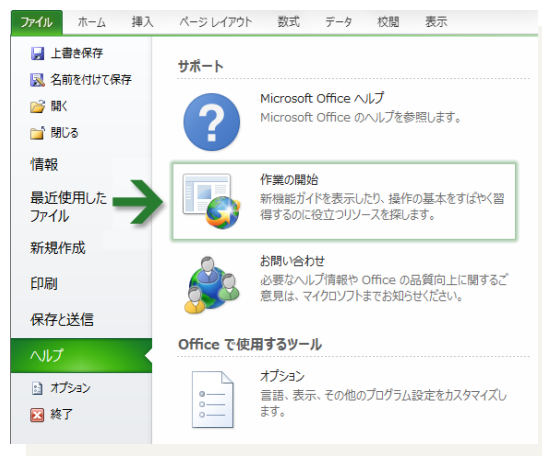 ファイル ホーム 挿入 ページ レイアウト 数式 データ 校閲 表示
上書き保存
名前を付けて保存
開く
閉じる
情報
最近使用した
ファイル
新規作成
印刷
保存と送信
ヘルプ
オプション
終了
サポート
Microsoft Office ヘルプ
Microsoft Office のヘルプを参照します。
作業の開始
新機能ガイドを表示したり、操作の基本をすばやく習
得するのに役立つリソースを探します。
お問い合わせ
必要なヘルプ情報や Office の品質向上に関するご
意見は、マイクロソフトまでお知らせください。
Office で使用するツール
オプション
言語、表示、その他のプログラム設定をカスタマイズし
ます。